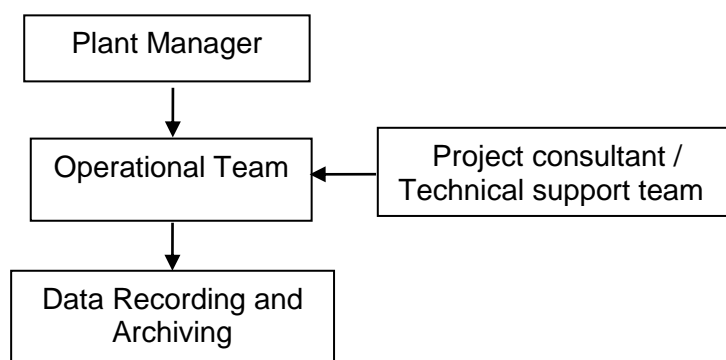 Plant Manager
Operational Team
Project consultant /
Technical support team
Data Recording and
Archiving